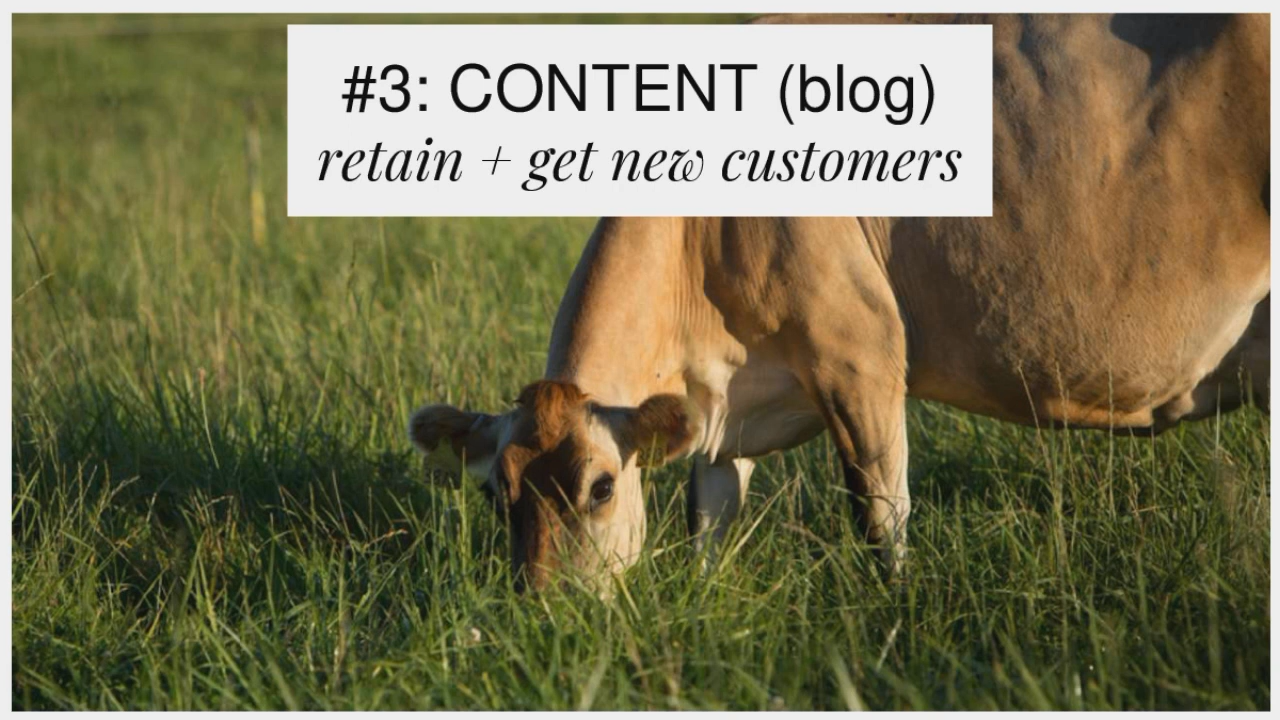 #3: CONTENT (blog)
retain + get new customers